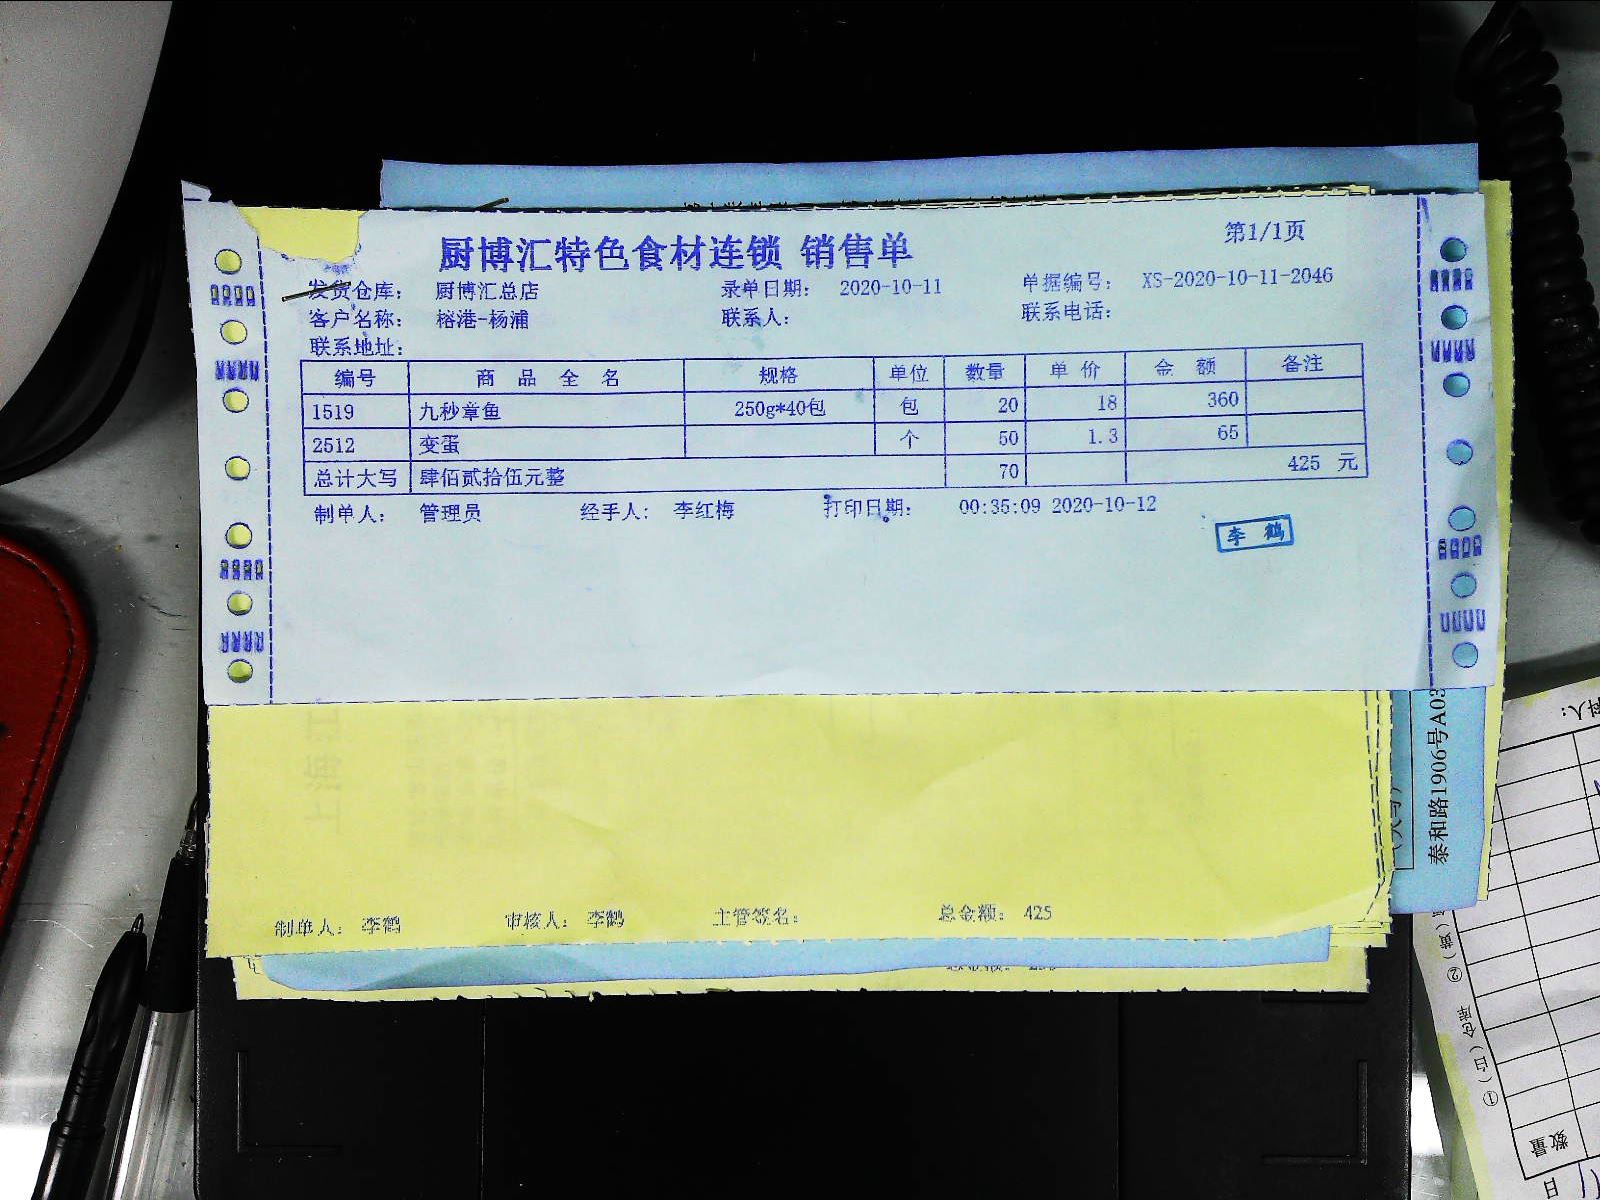 第1/1页
厨博汇特色食材连锁 销售单
发货仓库: 厨博汇总店 录单日期: 2020-10-11 单据编号: XS-2020-10-11-2046
客户名称: 榕港-杨浦 联系人: 联系电话:
联系地址:
编号 商品全名 规格 单位 数量 单价 金额 备注
1519 九秒章鱼 250g*40包 包 20 18 360
2512 变蛋 个 50 1.3 65
总计大写 肆佰贰拾伍元整 70 425 元
制单人: 管理员 经手人: 李红梅 打印日期: 00:35:09 2020-10-12
李 鹤
制单人: 李鹤 审核人: 李鹤 主管签名: 总金额: 425
泰和路1906号A03
①(白)仓库 ②(黄)
数量